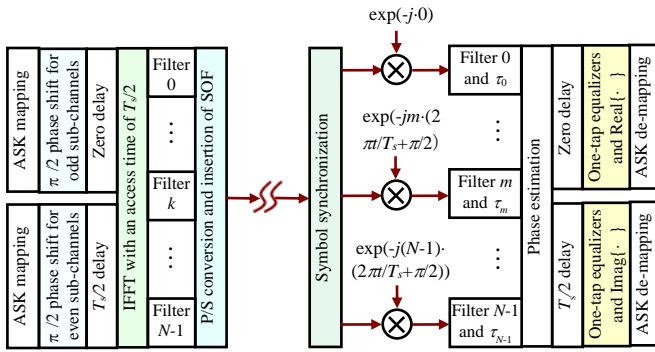 ASK mapping
π /2 phase shift for
odd sub-channels
Zero delay
ASK mapping
π /2 phase shift for
even sub-channels
Tₛ/2 delay
IFFT with an access time of Tₛ/2
Filter
0
⋮
Filter
k
⋮
Filter
N-1
P/S conversion and insertion of SOF
Symbol synchronization
exp(-j·0)
exp(-jm·(2
πt/Tₛ+π/2)
exp(-j(N-1)·
(2πt/Tₛ+π/2))
Filter 0
and τ₀
⋮
Filter m
and τₘ
⋮
Filter N-1
and τN-1
Phase estimation
Zero delay
One-tap equalizers
and Real{· }
ASK de-mapping
Tₛ/2 delay
One-tap equalizers
and Imag{· }
ASK de-mapping